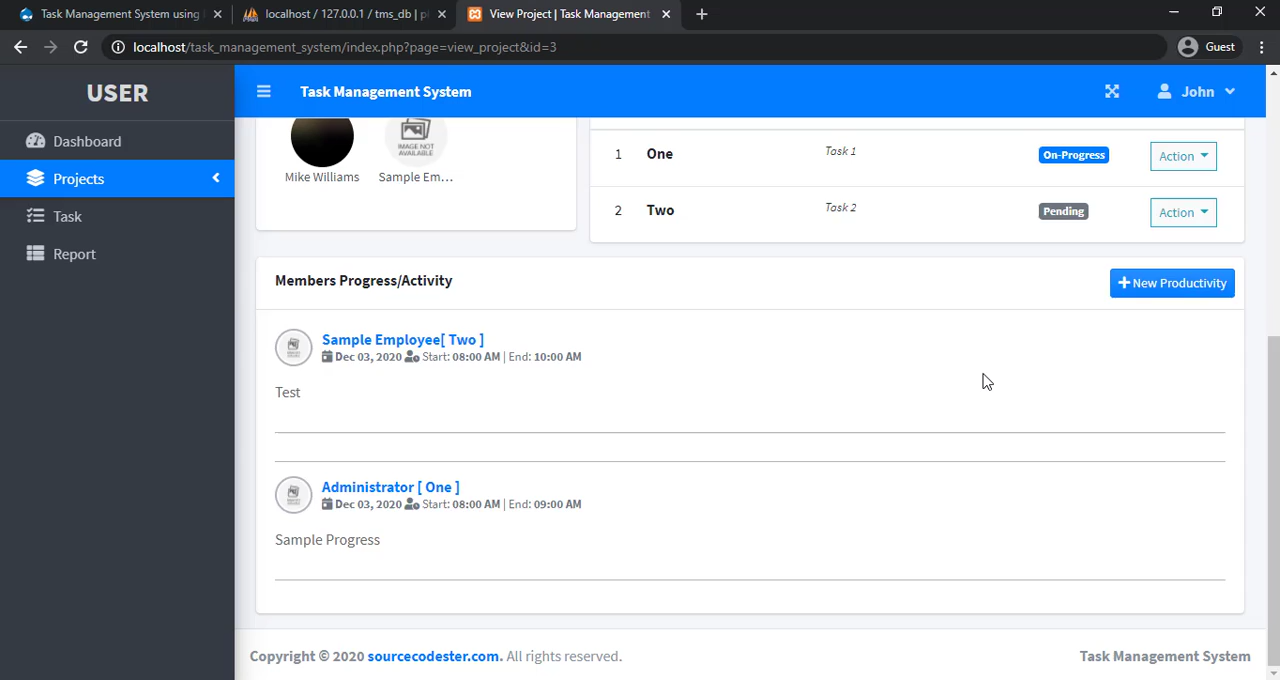 Task Management System using
localhost / 127.0.0.1 / tms_db | p
View Project | Task Management
localhost/task_management_system/index.php?page=view_project&id=3
Guest
USER
Task Management System
John
Dashboard
Projects
Task
Report
IMAGE NOT
AVAILABLE
Mike Williams
Sample Em...
1 One Task 1 On-Progress Action
2 Two Task 2 Pending Action
Members Progress/Activity
New Productivity
Sample Employee[ Two ]
Dec 03, 2020 Start: 08:00 AM | End: 10:00 AM
Test
Administrator [ One ]
Dec 03, 2020 Start: 08:00 AM | End: 09:00 AM
Sample Progress
Copyright © 2020 sourcecodester.com. All rights reserved.
Task Management System